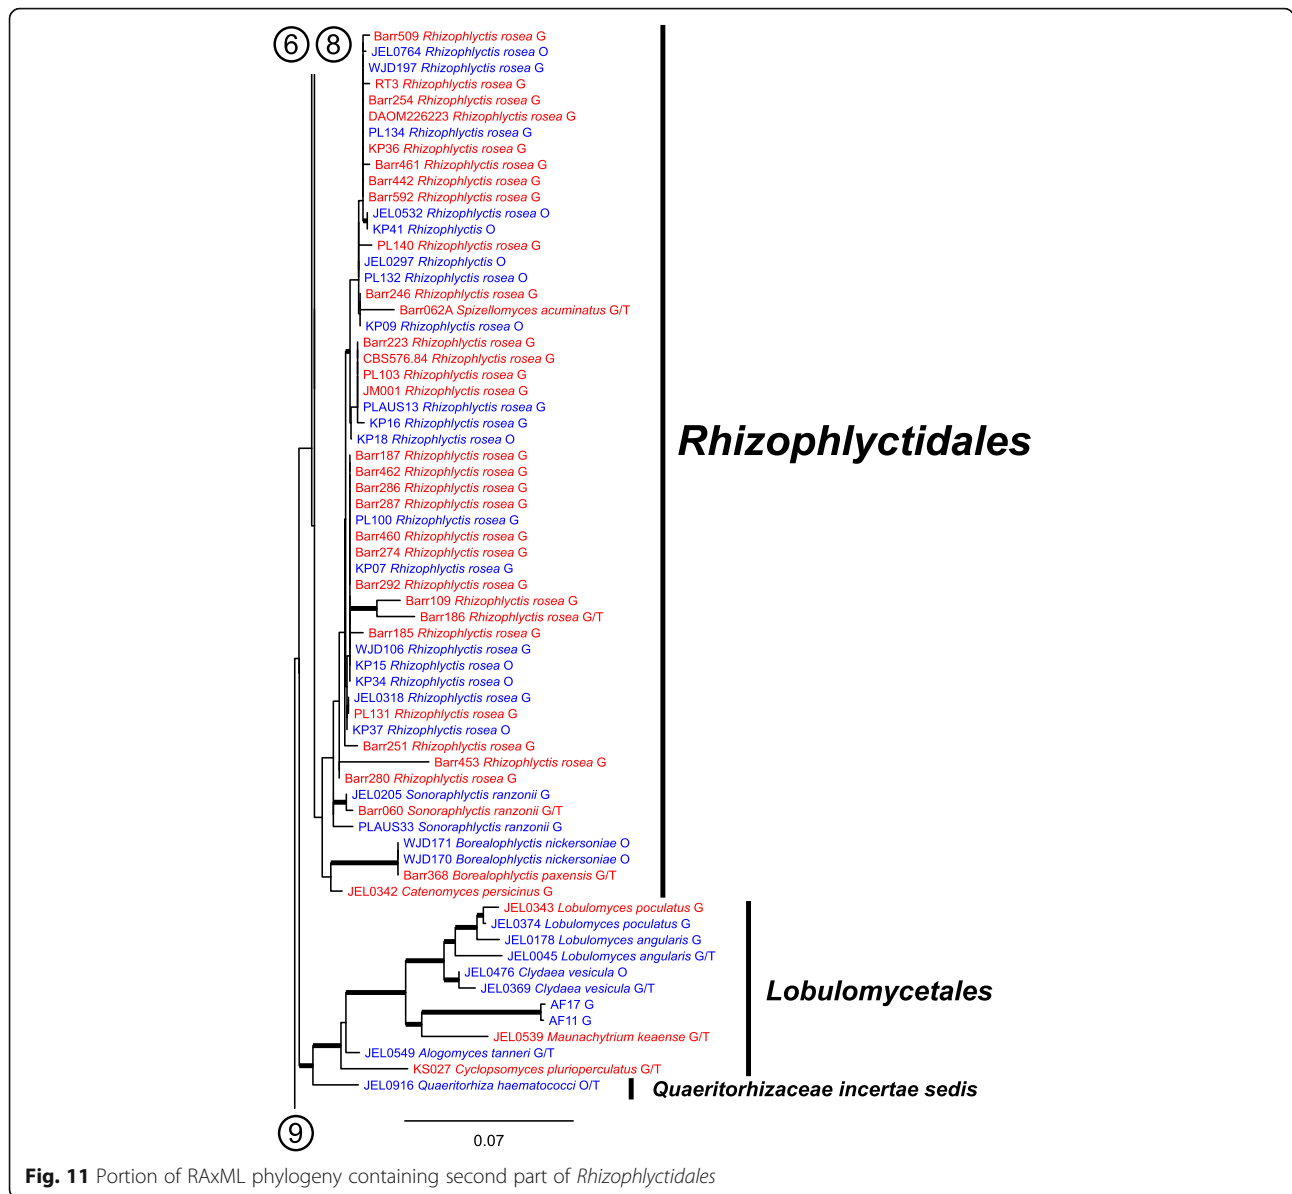 6 8
Barr509 Rhizophlyctis rosea G
JEL0764 Rhizophlyctis rosea O
WJD197 Rhizophlyctis rosea G
RT3 Rhizophlyctis rosea G
Barr254 Rhizophlyctis rosea G
DAOM226223 Rhizophlyctis rosea G
PL134 Rhizophlyctis rosea G
KP36 Rhizophlyctis rosea G
Barr461 Rhizophlyctis rosea G
Barr442 Rhizophlyctis rosea G
Barr592 Rhizophlyctis rosea G
JEL0532 Rhizophlyctis rosea O
KP41 Rhizophlyctis O
PL140 Rhizophlyctis rosea G
JEL0297 Rhizophlyctis O
PL132 Rhizophlyctis rosea O
Barr246 Rhizophlyctis rosea G
Barr062A Spizellomyces acuminatus G/T
KP09 Rhizophlyctis rosea O
Barr223 Rhizophlyctis rosea G
CBS576.84 Rhizophlyctis rosea G
PL103 Rhizophlyctis rosea G
JM001 Rhizophlyctis rosea G
PLAUS13 Rhizophlyctis rosea G
KP16 Rhizophlyctis rosea G
KP18 Rhizophlyctis rosea O
Rhizophlyctidales
Barr187 Rhizophlyctis rosea G
Barr462 Rhizophlyctis rosea G
Barr286 Rhizophlyctis rosea G
Barr287 Rhizophlyctis rosea G
PL100 Rhizophlyctis rosea G
Barr460 Rhizophlyctis rosea G
Barr274 Rhizophlyctis rosea G
KP07 Rhizophlyctis rosea G
Barr292 Rhizophlyctis rosea G
Barr109 Rhizophlyctis rosea G
Barr186 Rhizophlyctis rosea G/T
Barr185 Rhizophlyctis rosea G
WJD106 Rhizophlyctis rosea G
KP15 Rhizophlyctis rosea O
KP34 Rhizophlyctis rosea O
JEL0318 Rhizophlyctis rosea G
PL131 Rhizophlyctis rosea G
KP37 Rhizophlyctis rosea O
Barr251 Rhizophlyctis rosea G
Barr453 Rhizophlyctis rosea G
Barr280 Rhizophlyctis rosea G
JEL0205 Sonoraphlyctis ranzonii G
Barr060 Sonoraphlyctis ranzonii G/T
PLAUS33 Sonoraphlyctis ranzonii G
WJD171 Borealophlyctis nickersoniae O
WJD170 Borealophlyctis nickersoniae O
Barr368 Borealophlyctis paxensis G/T
JEL0342 Catenomyces persicinus G
JEL0343 Lobulomyces poculatus G
JEL0374 Lobulomyces poculatus G
JEL0178 Lobulomyces angularis G
JEL0045 Lobulomyces angularis G/T
JEL0476 Clydaea vesicula O
JEL0369 Clydaea vesicula G/T
Lobulomycetales
AF17 G
AF11 G
JEL0539 Maunachytrium keaense G/T
JEL0549 Alogomyces tanneri G/T
KS027 Cyclopsomyces plurioperculatus G/T
JEL0916 Quaeritorhiza haematococci O/T
Quaeritorhizaceae incertae sedis
9
0.07
Fig. 11 Portion of RAxML phylogeny containing second part of Rhizophlyctidales